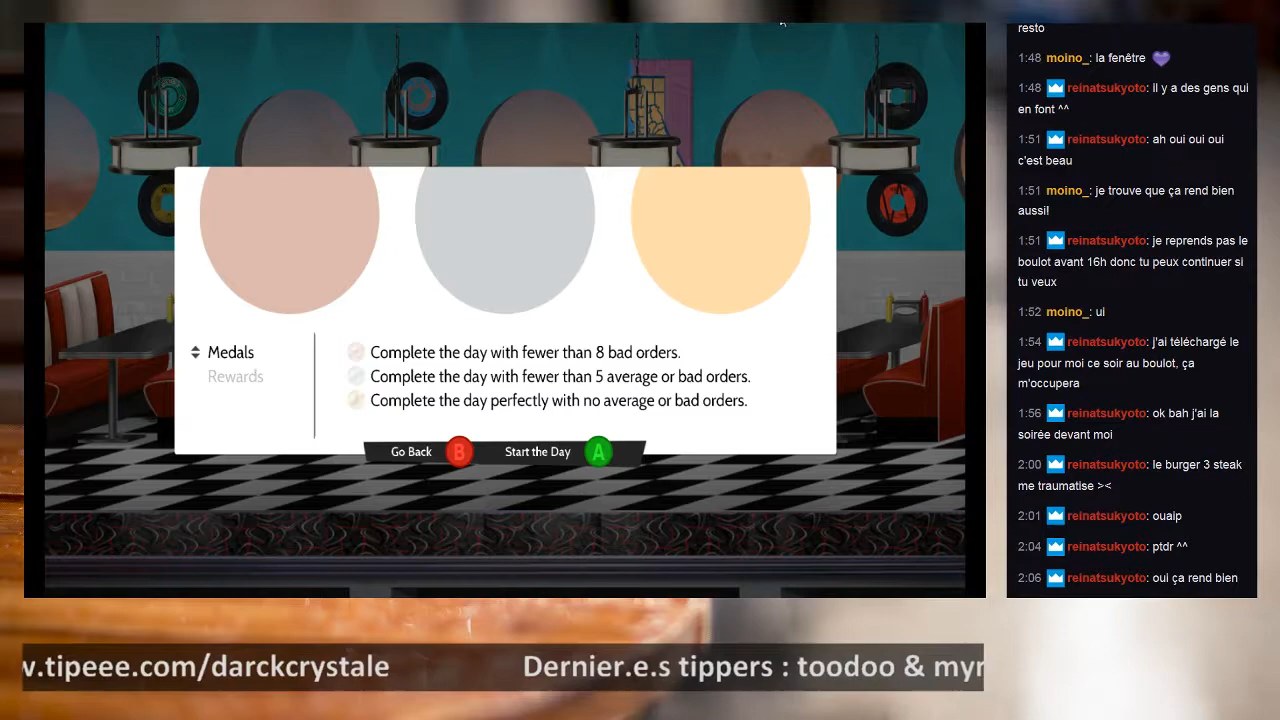 Medals
Rewards
Complete the day with fewer than 8 bad orders.
Complete the day with fewer than 5 average or bad orders.
Complete the day perfectly with no average or bad orders.
Go Back B Start the Day A
resto
1:48 moino_: la fenêtre
1:48 reinatsukyoto: Il y a des gens qui
en font ^^
1:51 reinatsukyoto: ah oui oui oui
c'est beau
1:51 moino_: je trouve que ça rend bien
aussi!
1:51 reinatsukyoto: je reprends pas le
boulot avant 16h donc tu peux continuer si
tu veux
1:52 moino_: ui
1:54 reinatsukyoto: j'ai téléchargé le
jeu pour moi ce soir au boulot, ça
m'occupera
1:56 reinatsukyoto: ok bah j'ai la
soirée devant moi
2:00 reinatsukyoto: le burger 3 steak
me traumatise ><
2:01 reinatsukyoto: ouaip
2:04 reinatsukyoto: ptdr ^^
2:06 reinatsukyoto: oui ça rend bien
w.tipeee.com/darckcrystale Dernier.e.s tippers : toodoo & myr